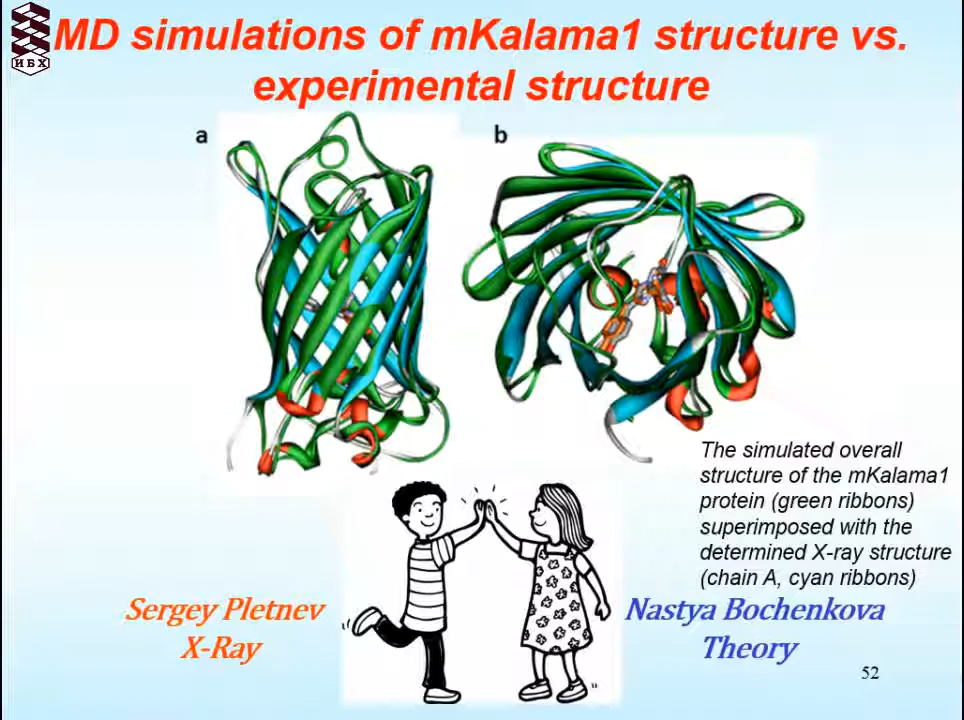 ИБХ
MD simulations of mKalama1 structure vs.
experimental structure
a
b
The simulated overall
structure of the mKalama1
protein (green ribbons)
superimposed with the
determined X-ray structure
(chain A, cyan ribbons)
Sergey Pletnev
X-Ray
Nastya Bochenkova
Theory
52